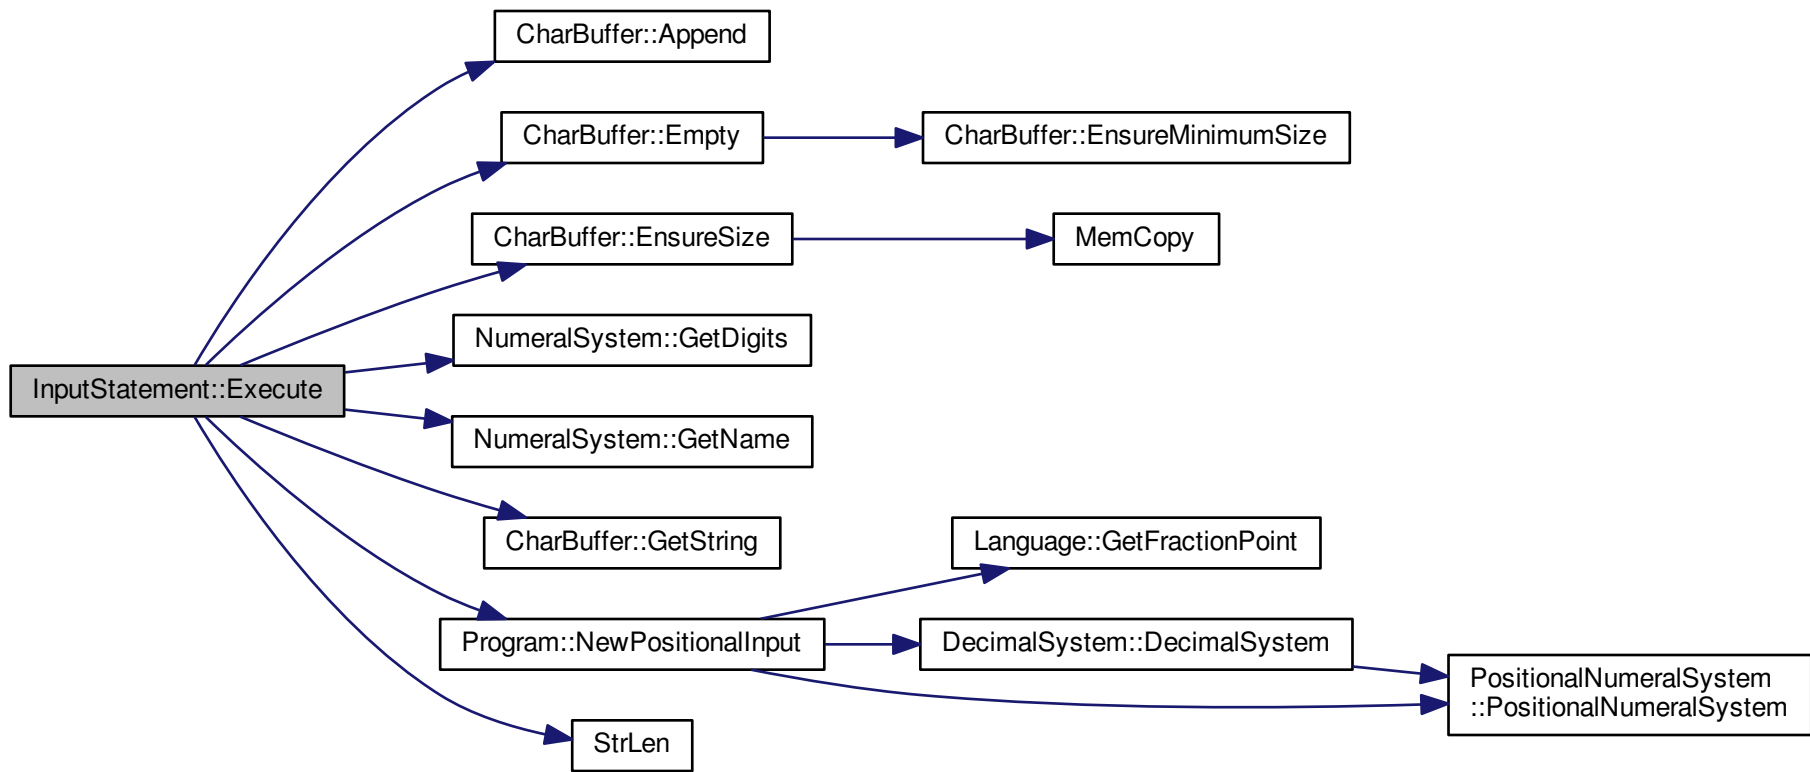 CharBuffer::Append
CharBuffer::Empty
CharBuffer::EnsureMinimumSize
CharBuffer::EnsureSize
MemCopy
NumeralSystem::GetDigits
InputStatement::Execute
NumeralSystem::GetName
CharBuffer::GetString
Language::GetFractionPoint
Program::NewPositionalInput
DecimalSystem::DecimalSystem
PositionalNumeralSystem
::PositionalNumeralSystem
StrLen